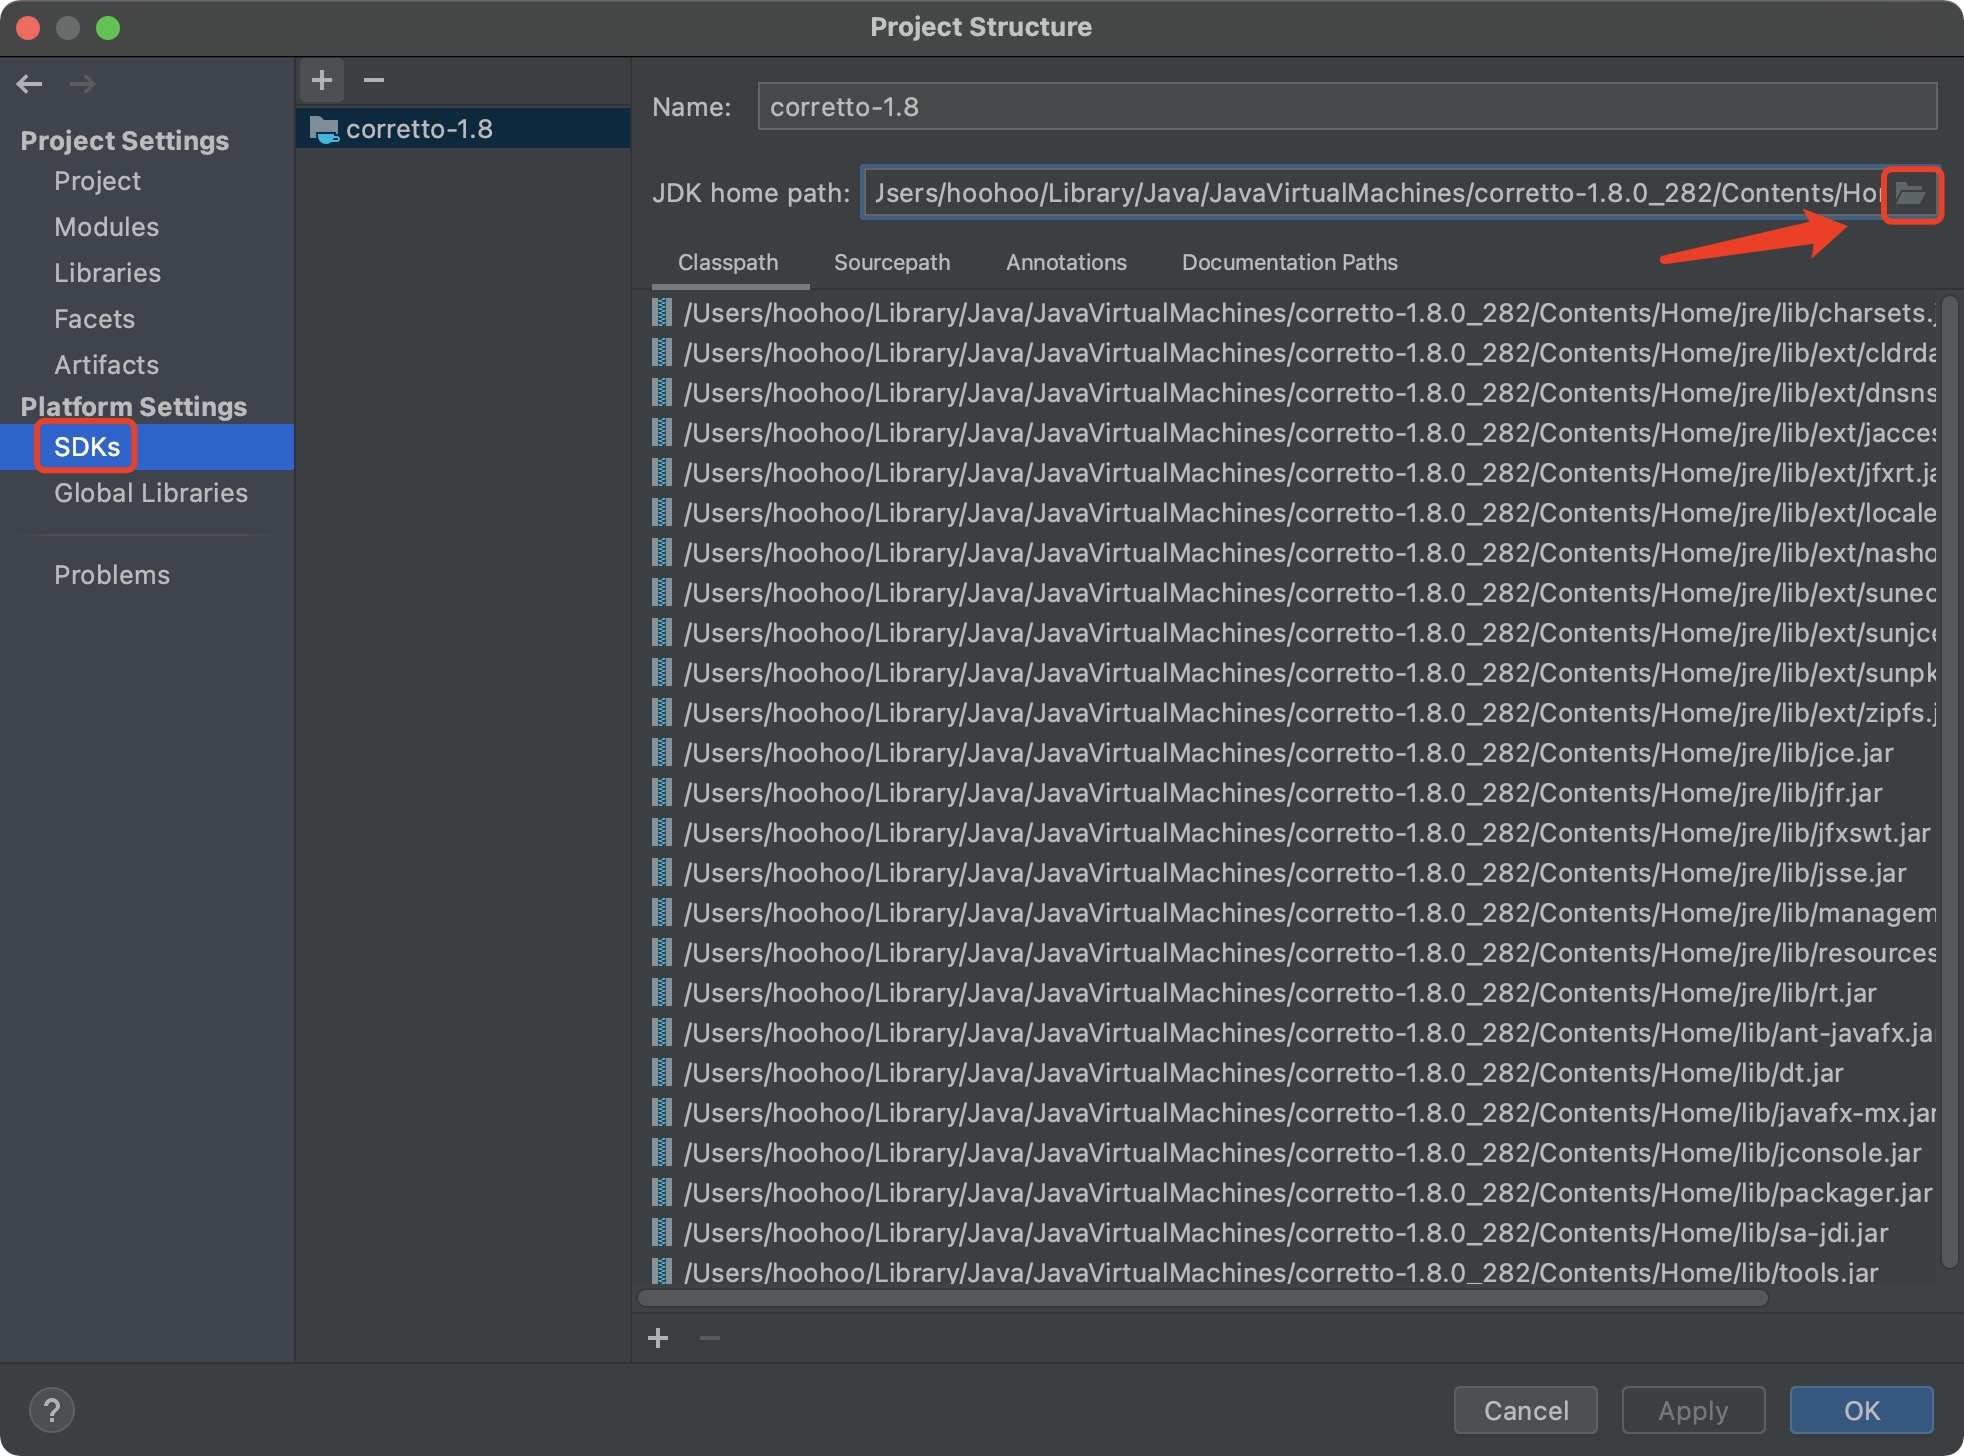 Project Structure
Project Settings
Project
Modules
Libraries
Facets
Artifacts
Platform Settings
SDKs
Global Libraries
Problems
corretto-1.8
Name: corretto-1.8
JDK home path: Jsers/hoohoo/Library/Java/JavaVirtualMachines/corretto-1.8.0_282/Contents/Hor
Classpath Sourcepath Annotations Documentation Paths
/Users/hoohoo/Library/Java/JavaVirtualMachines/corretto-1.8.0_282/Contents/Home/jre/lib/charsets.j
/Users/hoohoo/Library/Java/JavaVirtualMachines/corretto-1.8.0_282/Contents/Home/jre/lib/ext/cldrda
/Users/hoohoo/Library/Java/JavaVirtualMachines/corretto-1.8.0_282/Contents/Home/jre/lib/ext/dnsns
/Users/hoohoo/Library/Java/JavaVirtualMachines/corretto-1.8.0_282/Contents/Home/jre/lib/ext/jacces
/Users/hoohoo/Library/Java/JavaVirtualMachines/corretto-1.8.0_282/Contents/Home/jre/lib/ext/jfxrt.ja
/Users/hoohoo/Library/Java/JavaVirtualMachines/corretto-1.8.0_282/Contents/Home/jre/lib/ext/locale
/Users/hoohoo/Library/Java/JavaVirtualMachines/corretto-1.8.0_282/Contents/Home/jre/lib/ext/nasho
/Users/hoohoo/Library/Java/JavaVirtualMachines/corretto-1.8.0_282/Contents/Home/jre/lib/ext/sunec
/Users/hoohoo/Library/Java/JavaVirtualMachines/corretto-1.8.0_282/Contents/Home/jre/lib/ext/sunjce
/Users/hoohoo/Library/Java/JavaVirtualMachines/corretto-1.8.0_282/Contents/Home/jre/lib/ext/sunpk
/Users/hoohoo/Library/Java/JavaVirtualMachines/corretto-1.8.0_282/Contents/Home/jre/lib/ext/zipfs.j
/Users/hoohoo/Library/Java/JavaVirtualMachines/corretto-1.8.0_282/Contents/Home/jre/lib/jce.jar
/Users/hoohoo/Library/Java/JavaVirtualMachines/corretto-1.8.0_282/Contents/Home/jre/lib/jfr.jar
/Users/hoohoo/Library/Java/JavaVirtualMachines/corretto-1.8.0_282/Contents/Home/jre/lib/jfxswt.jar
/Users/hoohoo/Library/Java/JavaVirtualMachines/corretto-1.8.0_282/Contents/Home/jre/lib/jsse.jar
/Users/hoohoo/Library/Java/JavaVirtualMachines/corretto-1.8.0_282/Contents/Home/jre/lib/managem
/Users/hoohoo/Library/Java/JavaVirtualMachines/corretto-1.8.0_282/Contents/Home/jre/lib/resources
/Users/hoohoo/Library/Java/JavaVirtualMachines/corretto-1.8.0_282/Contents/Home/jre/lib/rt.jar
/Users/hoohoo/Library/Java/JavaVirtualMachines/corretto-1.8.0_282/Contents/Home/lib/ant-javafx.jar
/Users/hoohoo/Library/Java/JavaVirtualMachines/corretto-1.8.0_282/Contents/Home/lib/dt.jar
/Users/hoohoo/Library/Java/JavaVirtualMachines/corretto-1.8.0_282/Contents/Home/lib/javafx-mx.jar
/Users/hoohoo/Library/Java/JavaVirtualMachines/corretto-1.8.0_282/Contents/Home/lib/jconsole.jar
/Users/hoohoo/Library/Java/JavaVirtualMachines/corretto-1.8.0_282/Contents/Home/lib/packager.jar
/Users/hoohoo/Library/Java/JavaVirtualMachines/corretto-1.8.0_282/Contents/Home/lib/sa-jdi.jar
/Users/hoohoo/Library/Java/JavaVirtualMachines/corretto-1.8.0_282/Contents/Home/lib/tools.jar
? Cancel Apply OK